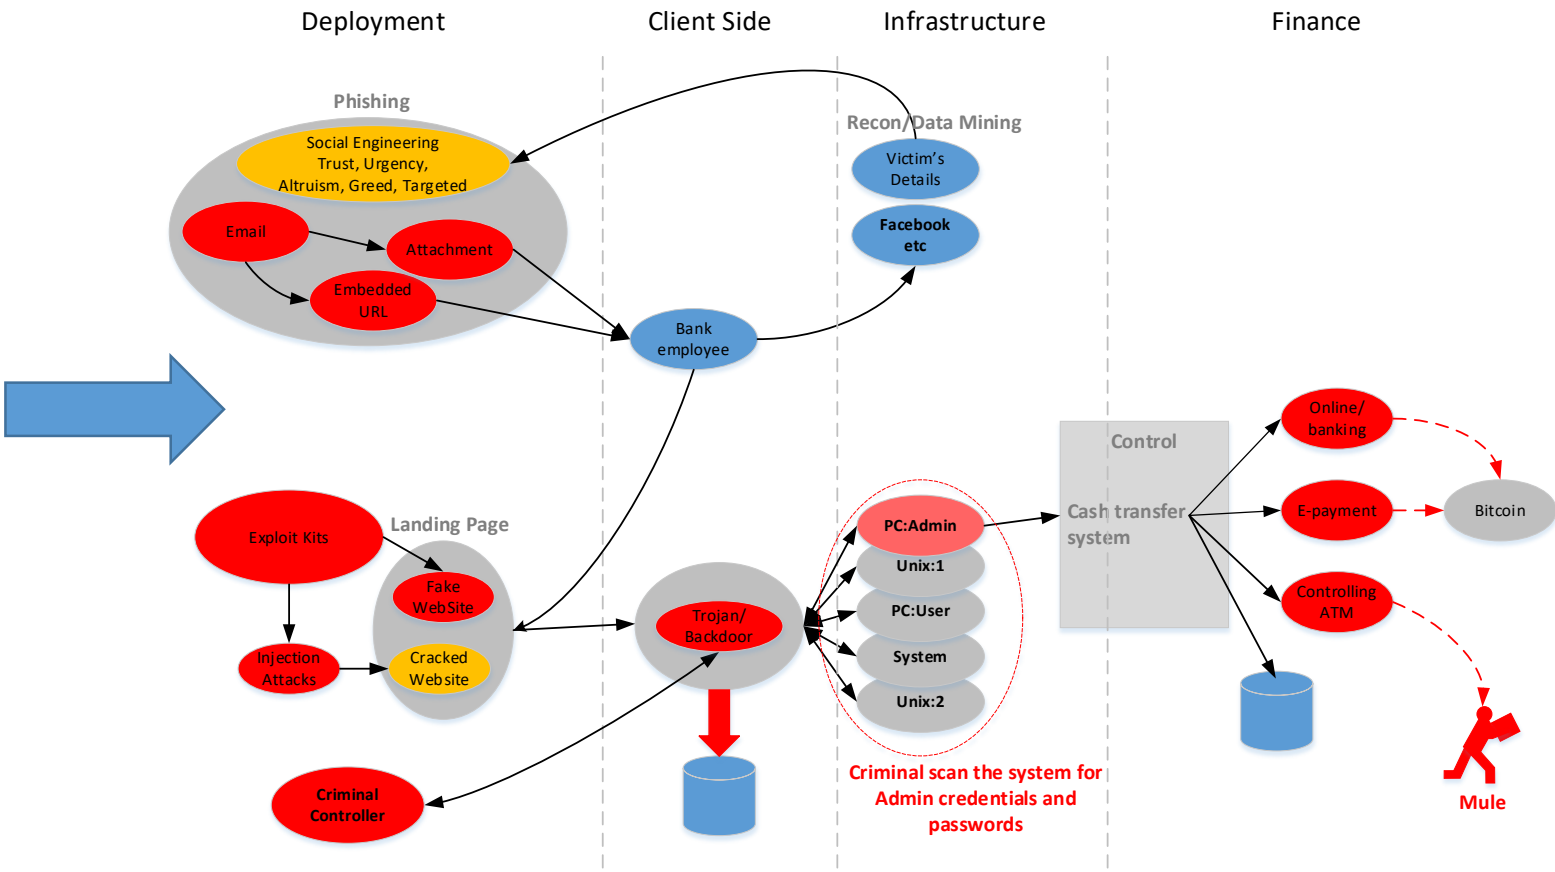 Deployment
Client Side
Infrastructure
Finance
Phishing
Social Engineering
Trust, Urgency,
Altruism, Greed, Targeted
Email
Attachment
Embedded
URL
Recon/Data Mining
Victim's
Details
Facebook
etc
Bank
employee
Exploit Kits
Landing Page
Fake
WebSite
Injection
Attacks
Cracked
Website
Criminal
Controller
Trojan/
Backdoor
PC:Admin
Unix:1
PC:User
System
Unix:2
Criminal scan the system for
Admin credentials and
passwords
Control
Cash transfer
system
Online/
banking
E-payment
Controlling
ATM
Bitcoin
Mule